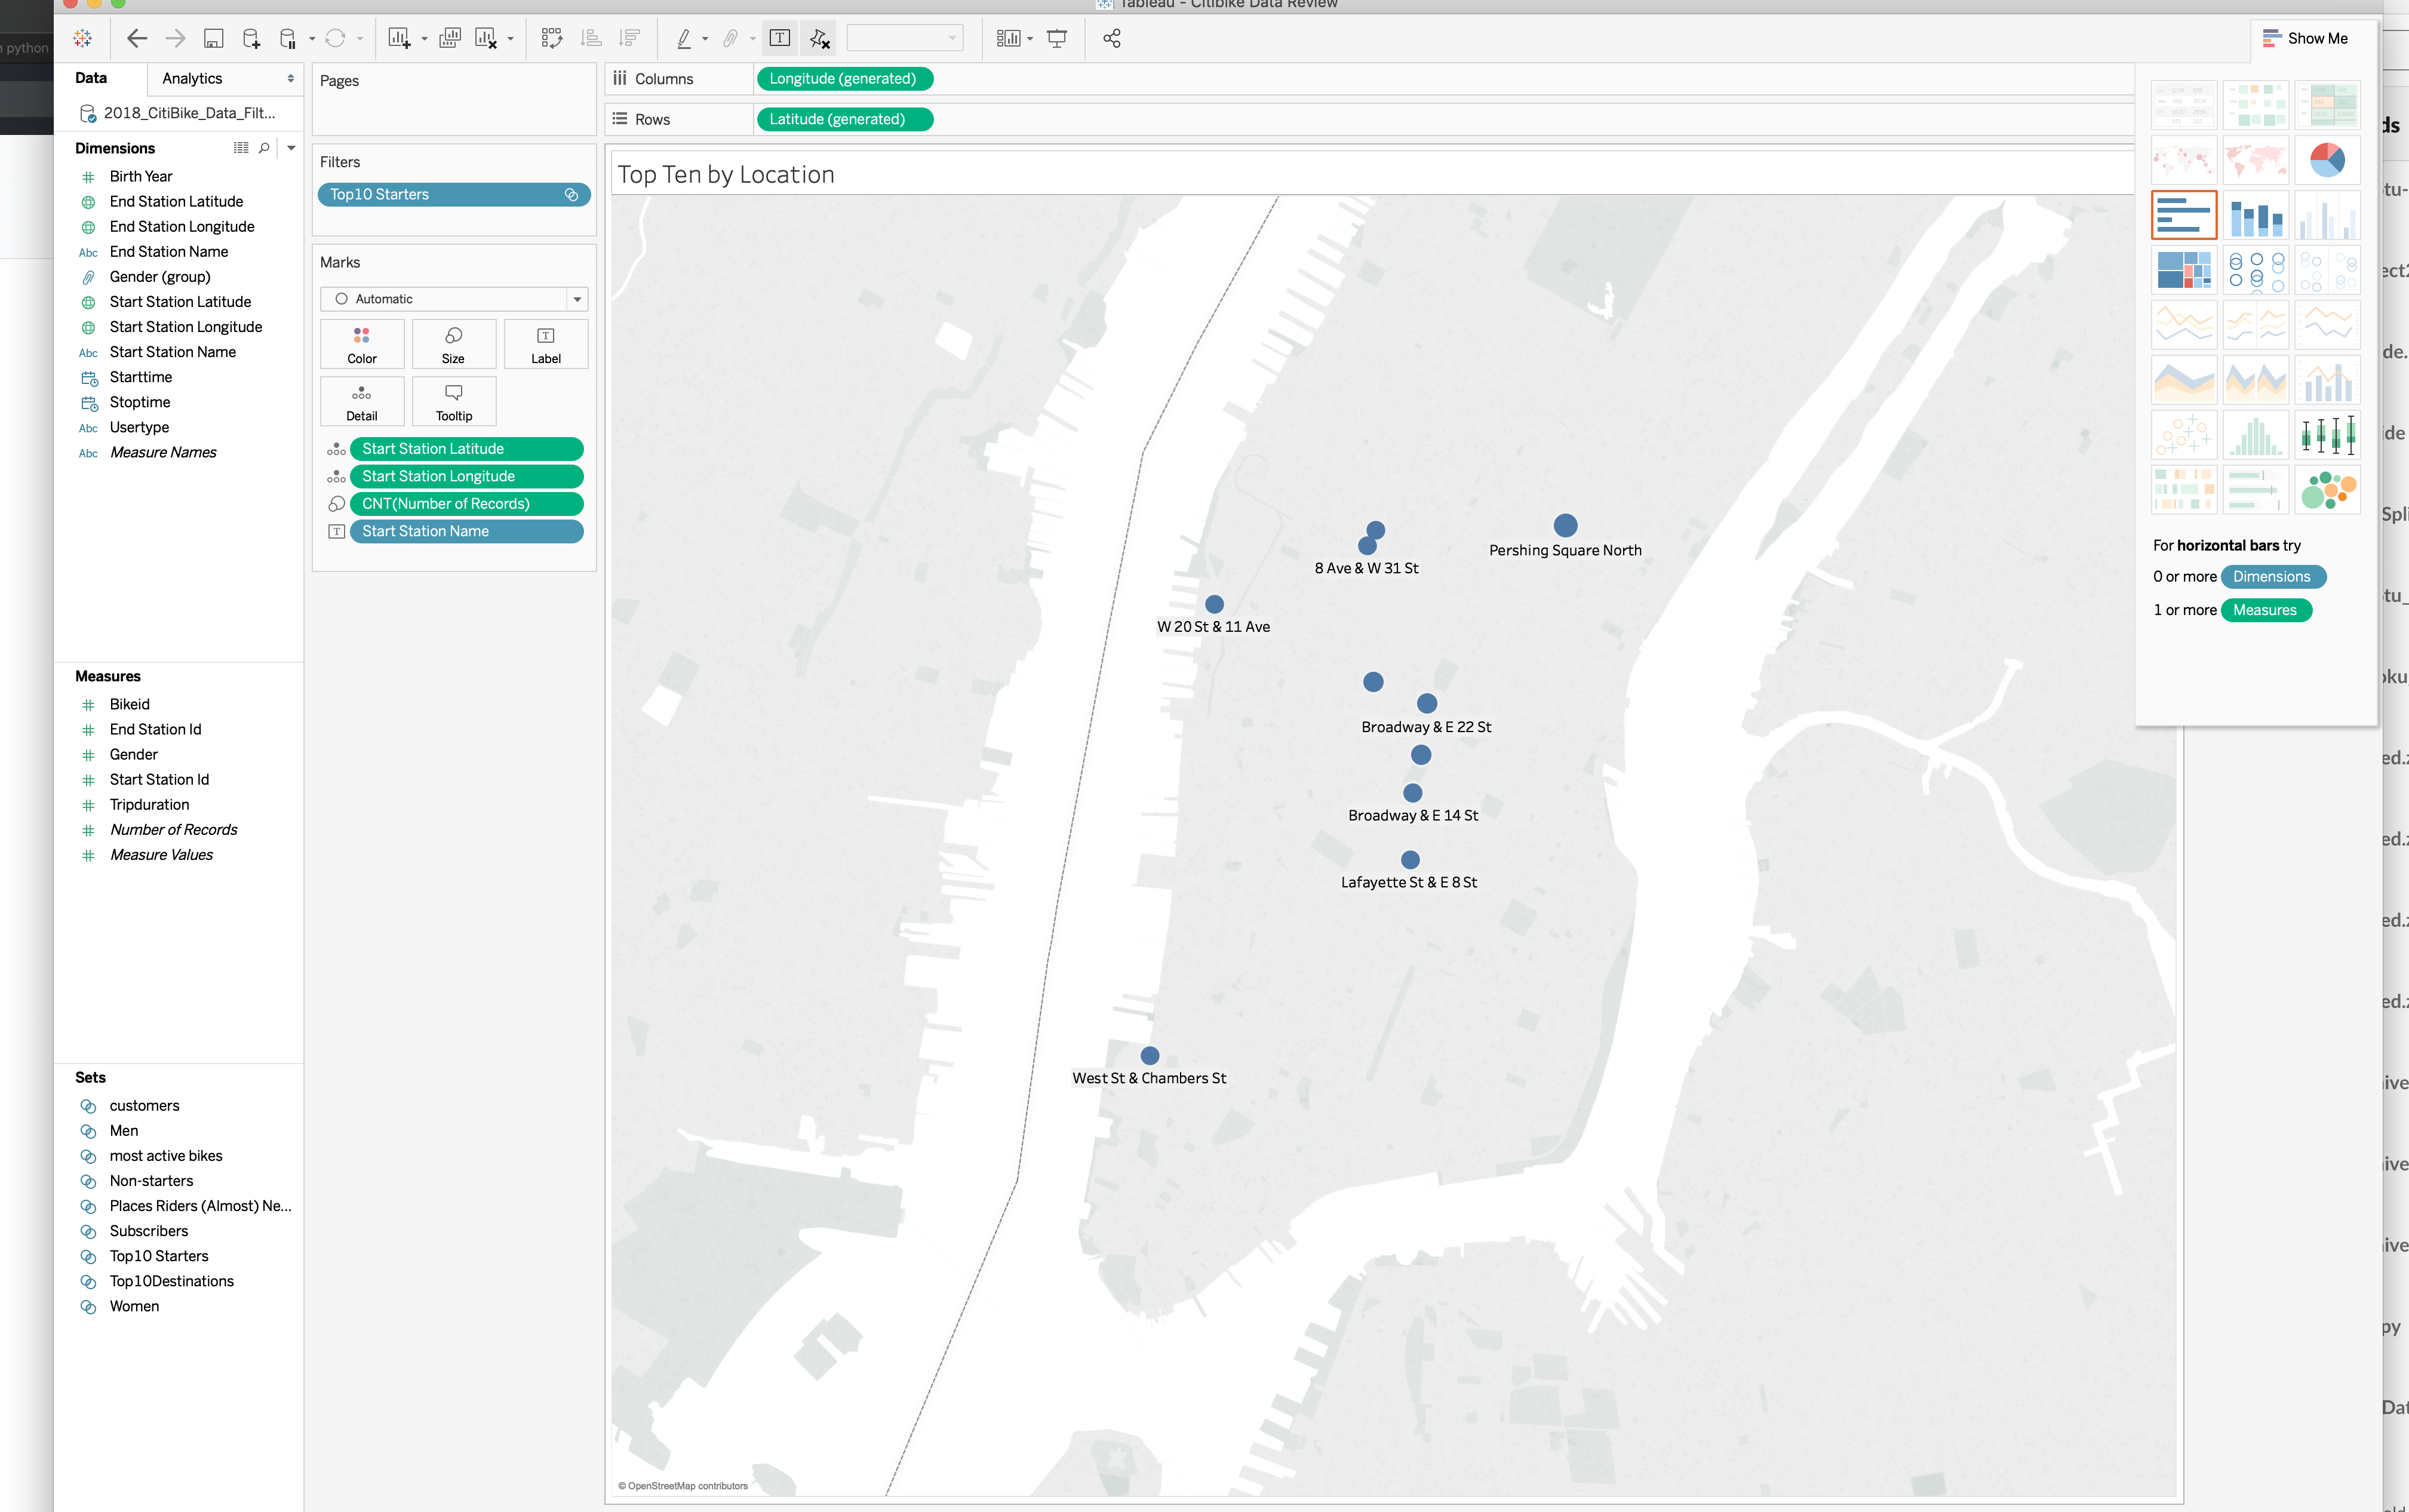 Tableau - Citibike Data Review
Show Me
python
Data
Analytics
2018_CitiBike_Data_Filt...
Dimensions
Birth Year
End Station Latitude
End Station Longitude
Abc End Station Name
Gender (group)
Start Station Latitude
Start Station Longitude
Abc Start Station Name
Starttime
Stoptime
Abc Usertype
Abc Measure Names
Measures
Bikeid
End Station Id
Gender
Start Station Id
Tripduration
Number of Records
Measure Values
Sets
customers
Men
most active bikes
Non-starters
Places Riders (Almost) Ne...
Subscribers
Top10 Starters
Top10Destinations
Women
Pages
Filters
Top10 Starters
Marks
Automatic
Color
Size
T
Label
Detail
Tooltip
Start Station Latitude
Start Station Longitude
CNT(Number of Records)
T Start Station Name
Columns
Longitude (generated)
Rows
Latitude (generated)
Top Ten by Location
Pershing Square North
8 Ave & W 31 St
W 20 St & 11 Ave
Broadway & E 22 St
Broadway & E 14 St
Lafayette St & E 8 St
West St & Chambers St
© OpenStreetMap contributors
For horizontal bars try
0 or more Dimensions
1 or more Measures
ds
tu-
ect2
de.
ide
Spli
tu_
oku
ed.z
ed.z
ed.z
ed.z
ive
ive
ive
py
Dat